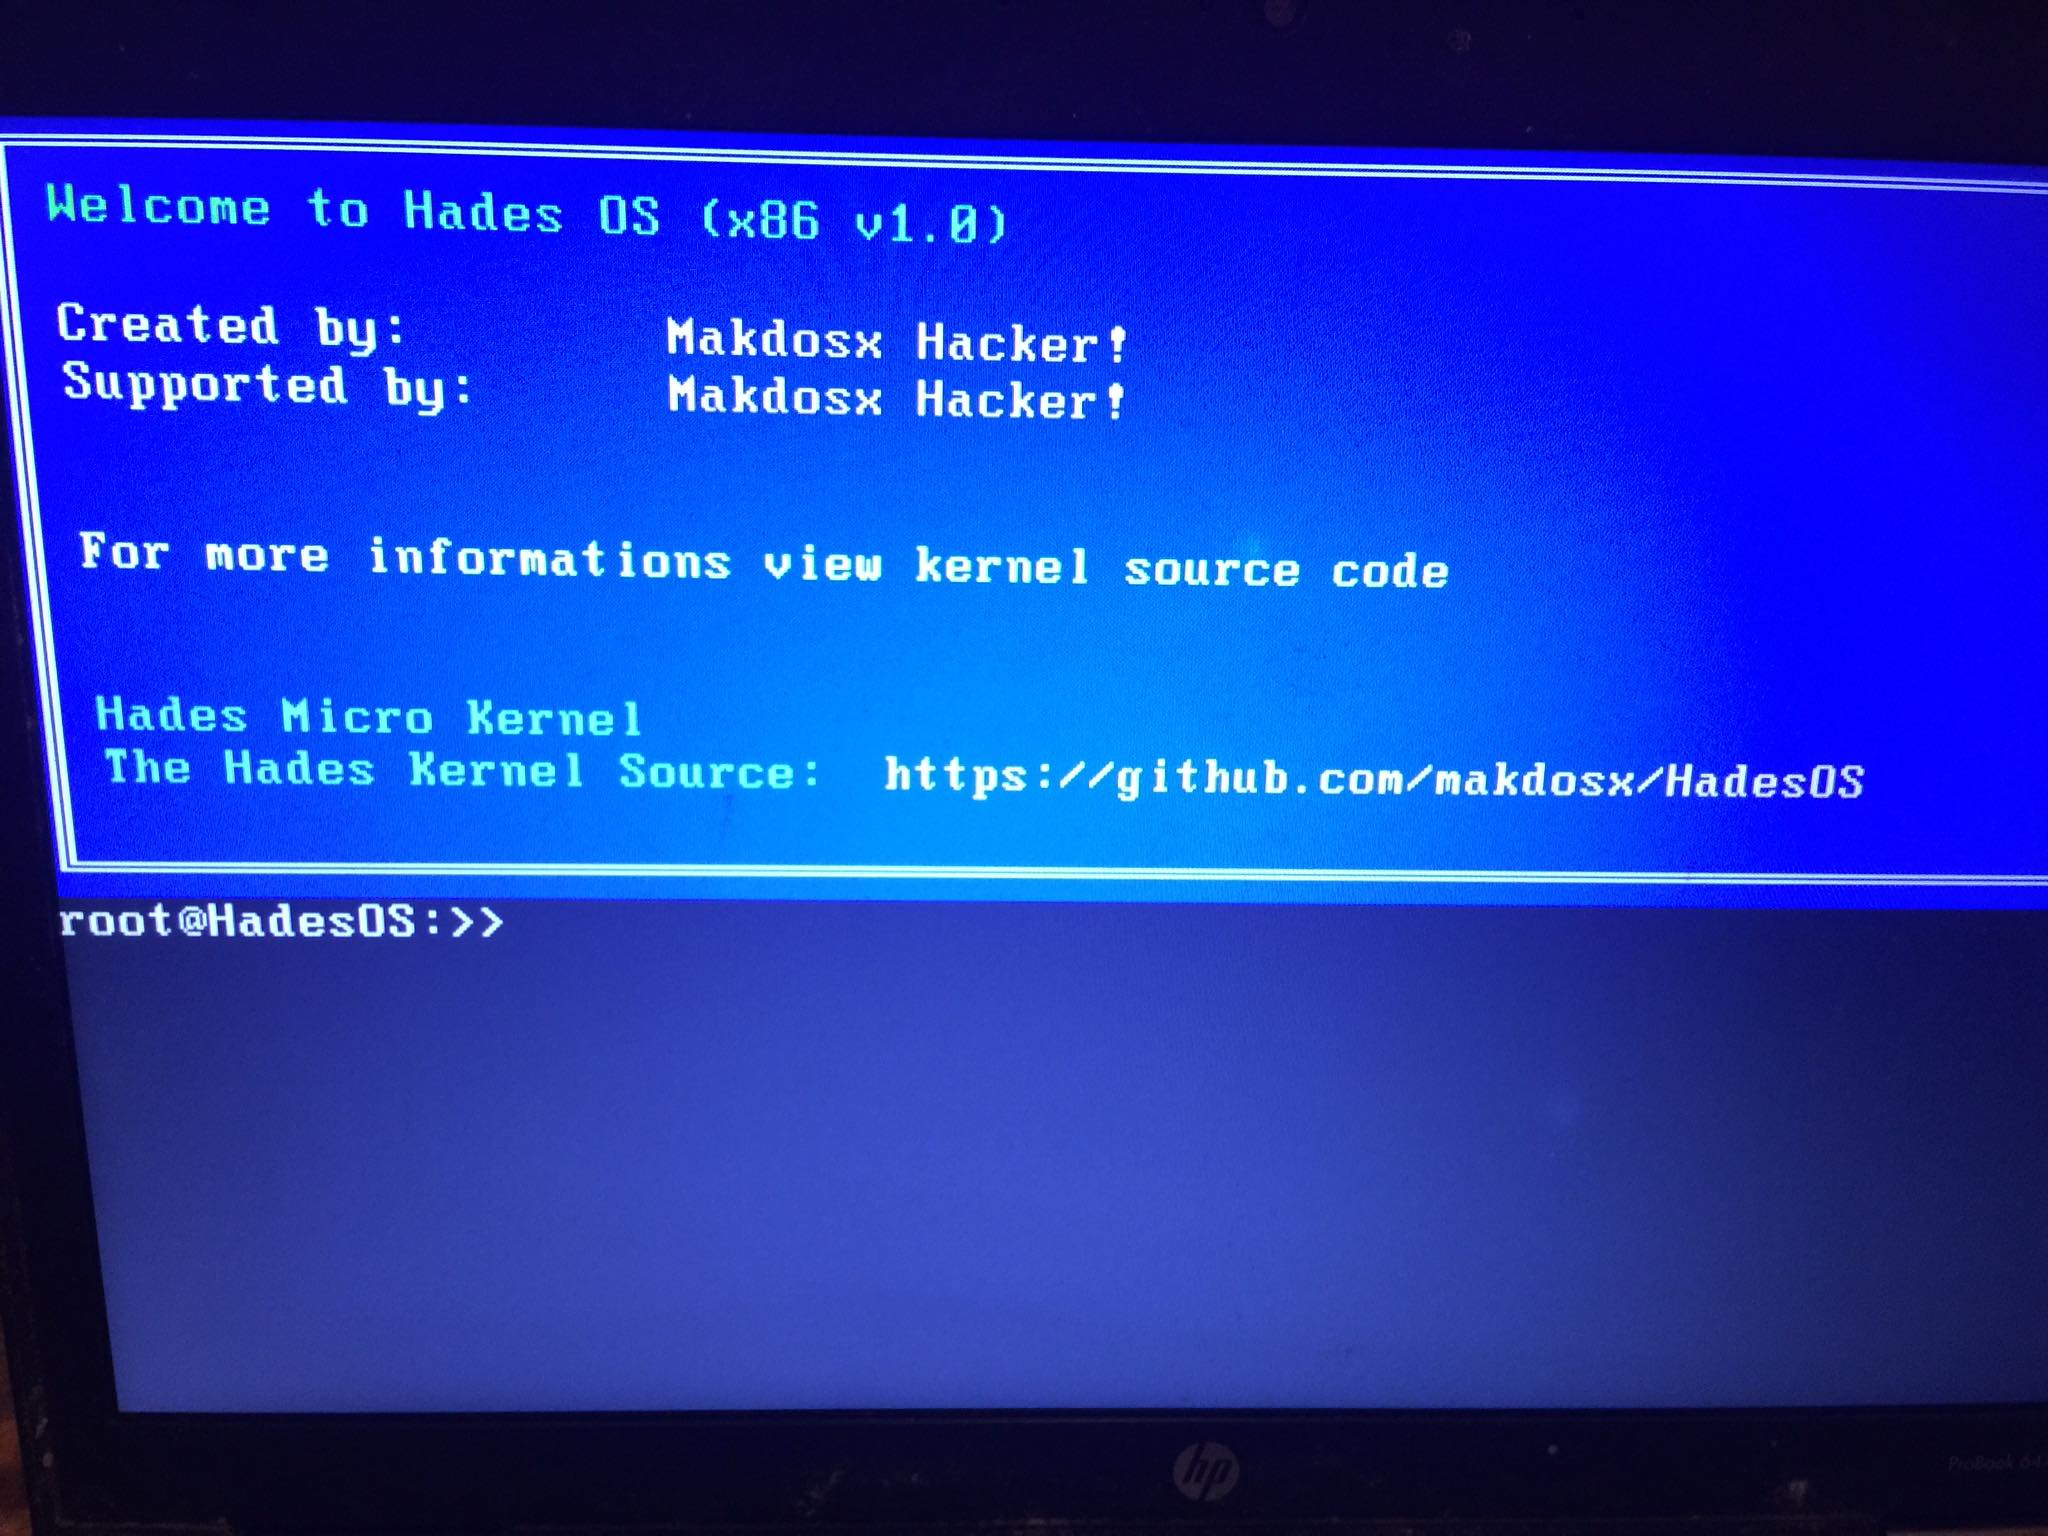 Welcome to Hades OS (x86 v1.0)
Created by: Makdosx Hacker!
Supported by: Makdosx Hacker!
For more informations view kernel source code
Hades Micro Kernel
The Hades Kernel Source: https://github.com/makdosx/HadesOS
root@HadesOS:>>
hp
ProBook